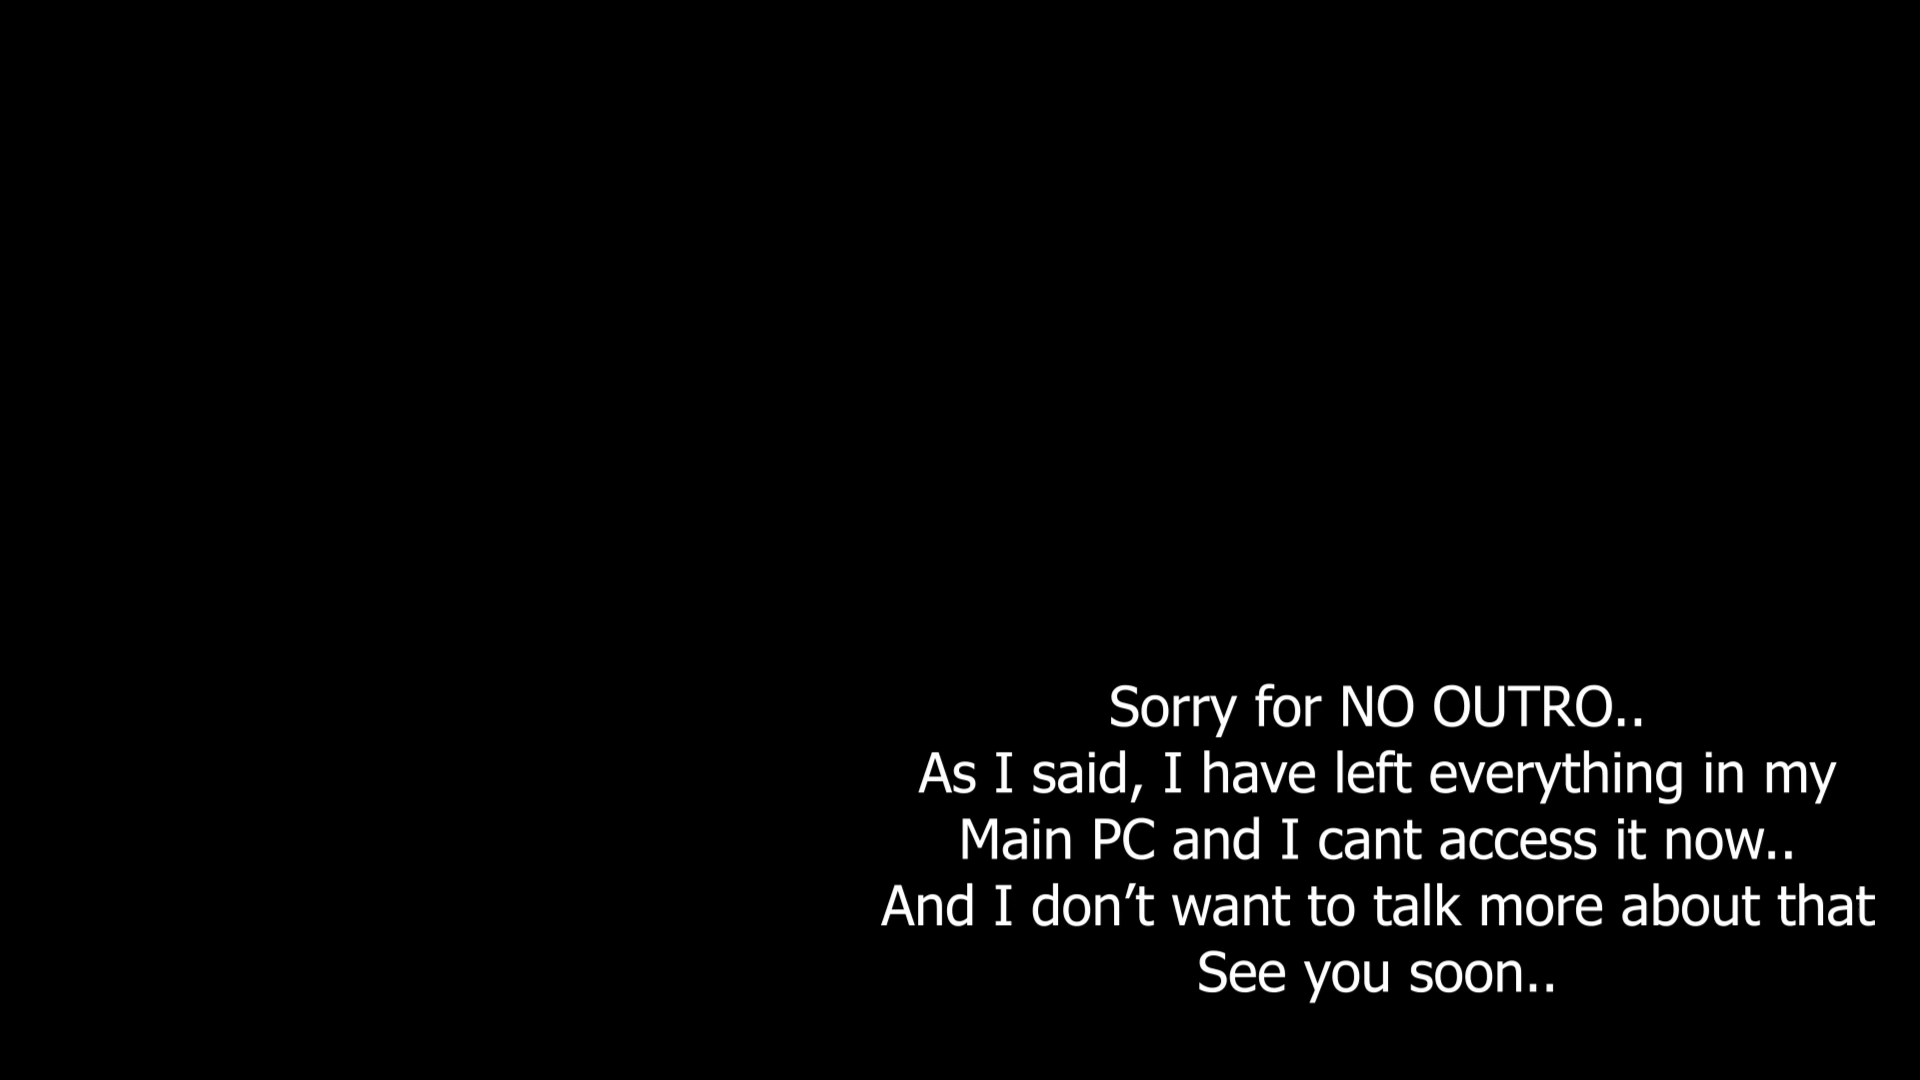 Sorry for NO OUTRO..
As I said, I have left everything in my
Main PC and I cant access it now..
And I don’t want to talk more about that
See you soon..